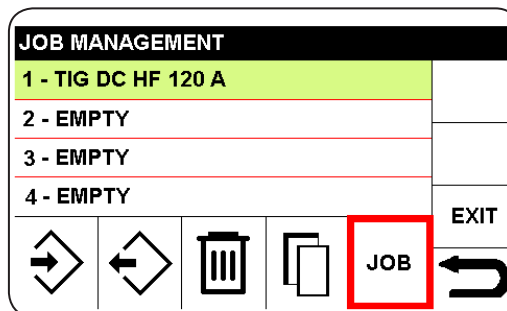 JOB MANAGEMENT
1 - TIG DC HF 120 A
2 - EMPTY
3 - EMPTY
4 - EMPTY
EXIT
JOB